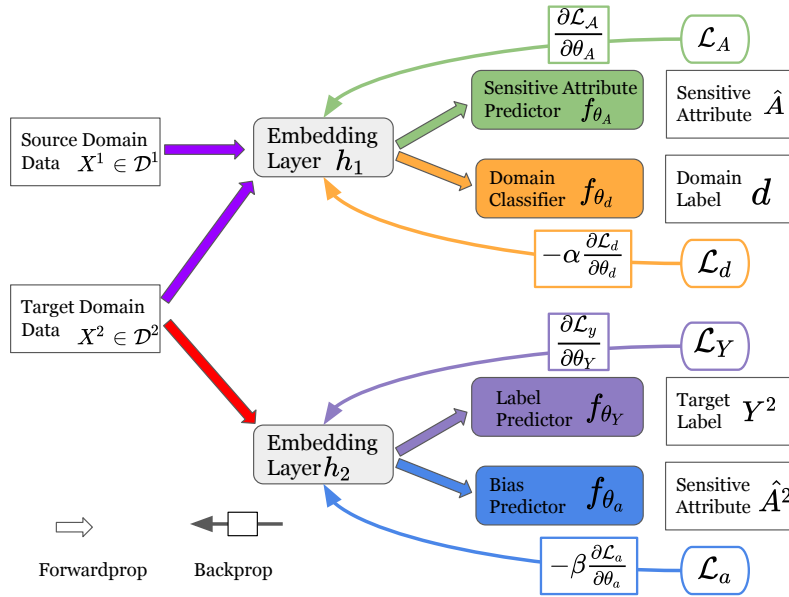 ∂ℒ_𝒜 / ∂θ_A
ℒ_A
Sensitive Attribute
Predictor f_{θ_A}
Sensitive
Attribute Â
Source Domain
Data X¹ ∈ 𝒟¹
Embedding
Layer h₁
Domain
Classifier f_{θ_d}
Domain
Label d
−α ∂ℒ_d / ∂θ_d
ℒ_d
Target Domain
Data X² ∈ 𝒟²
∂ℒ_y / ∂θ_Y
ℒ_Y
Label
Predictor f_{θ_Y}
Target
Label Y²
Embedding
Layer h₂
Bias
Predictor f_{θ_a}
Sensitive
Attribute Â²
−β ∂ℒ_a / ∂θ_a
ℒ_a
Forwardprop
Backprop